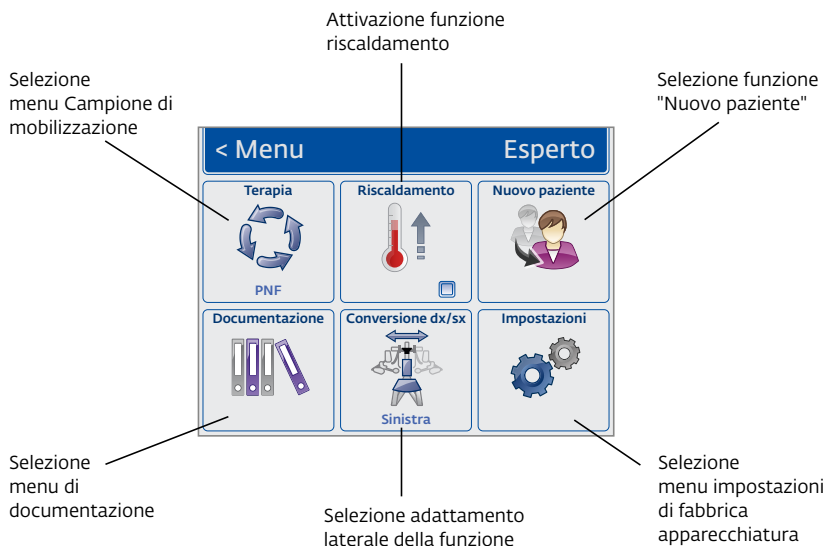 Attivazione funzione
riscaldamento
Selezione
menu Campione di
mobilizzazione
Selezione funzione
"Nuovo paziente"
< Menu Esperto
Terapia Riscaldamento Nuovo paziente
PNF
Documentazione Conversione dx/sx Impostazioni
Sinistra
Selezione
menu di
documentazione
Selezione adattamento
laterale della funzione
Selezione
menu impostazioni
di fabbrica
apparecchiatura